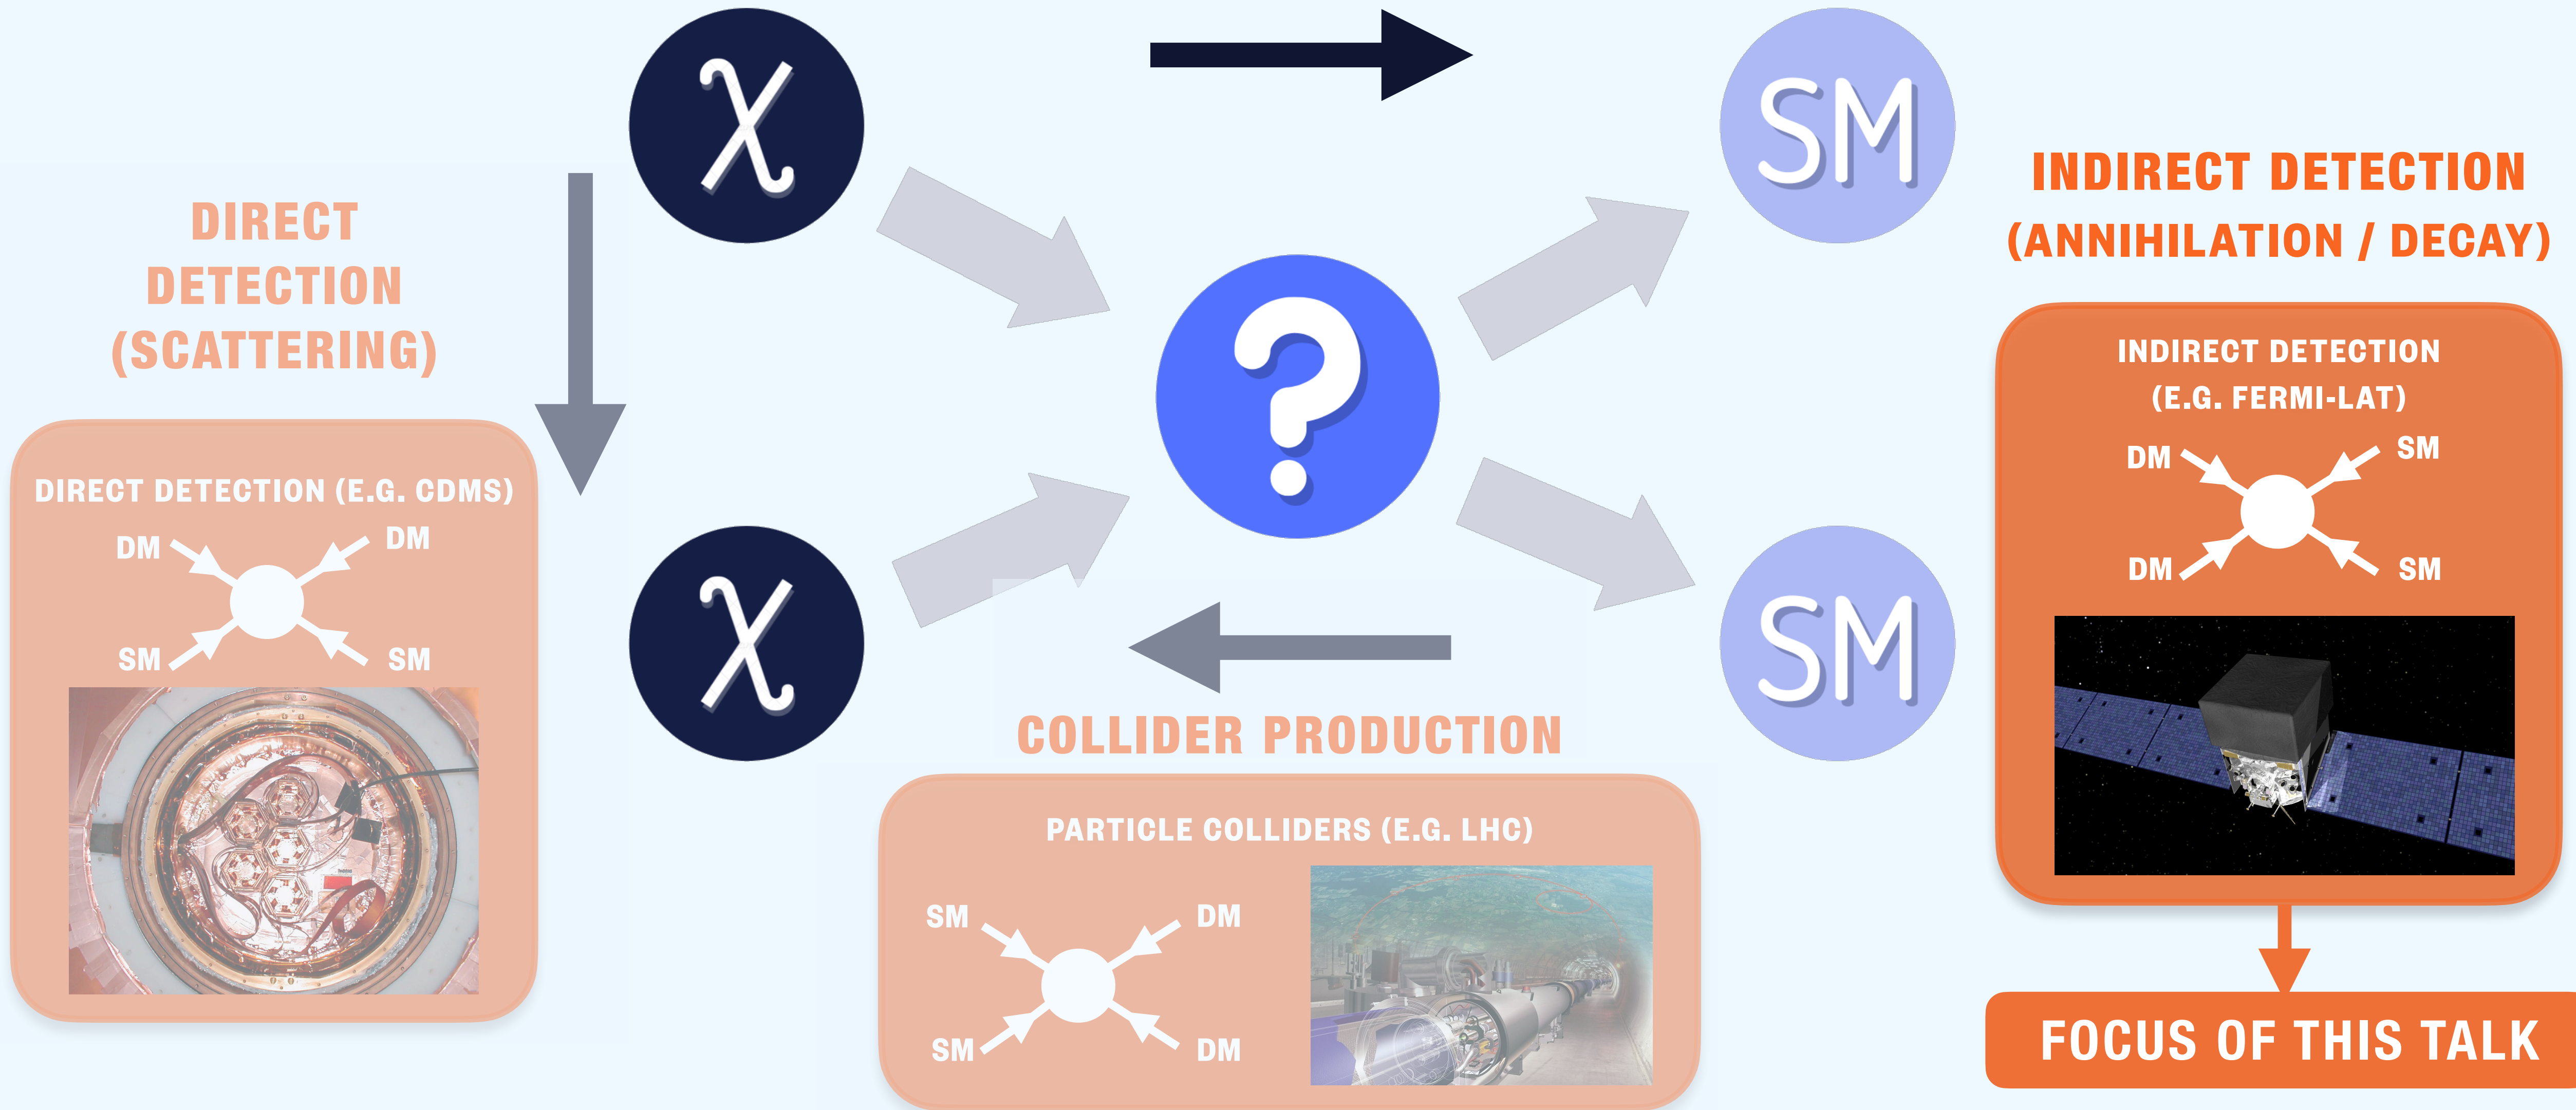 χ
SM
DIRECT
DETECTION
(SCATTERING)
DIRECT DETECTION (E.G. CDMS)
DM
DM
SM
SM
?
χ
SM
COLLIDER PRODUCTION
PARTICLE COLLIDERS (E.G. LHC)
SM
DM
SM
DM
INDIRECT DETECTION
(ANNIHILATION / DECAY)
INDIRECT DETECTION
(E.G. FERMI-LAT)
DM
SM
DM
SM
FOCUS OF THIS TALK